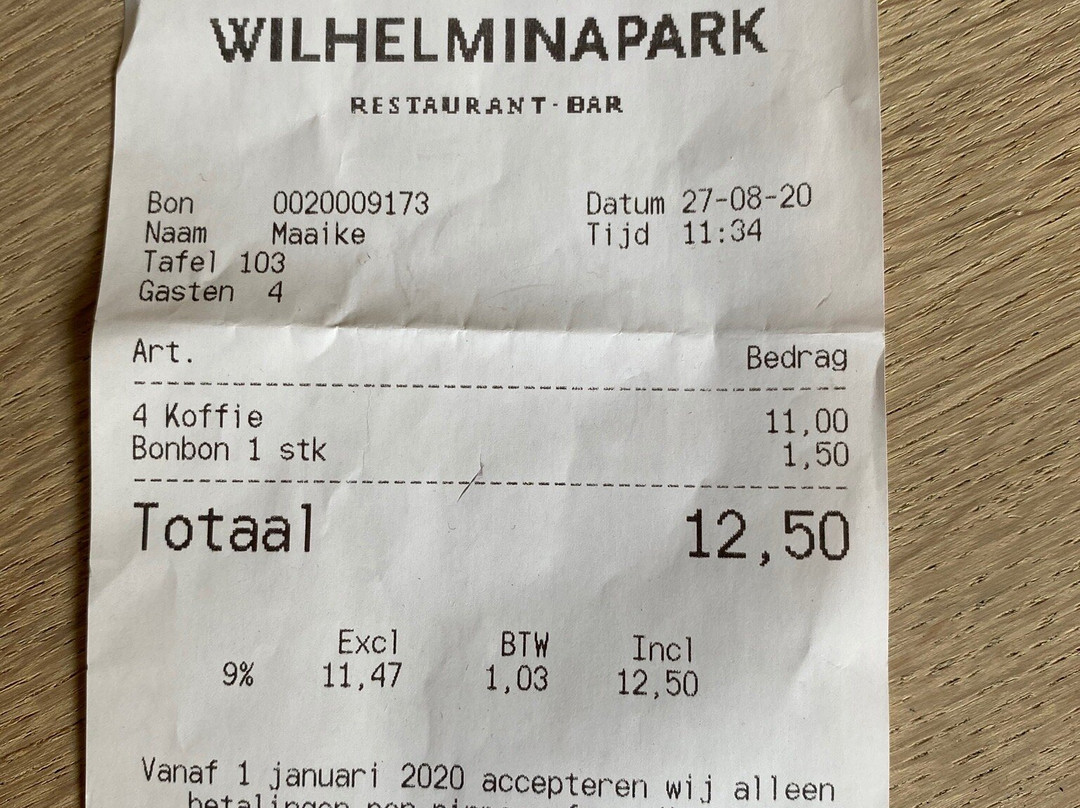 WILHELMINAPARK
RESTAURANT-BAR
Bon 0020009173 Datum 27-08-20
Naam Maaike Tijd 11:34
Tafel 103
Gasten 4
Art. Bedrag
4 Koffie 11,00
Bonbon 1 stk 1,50
Totaal 12,50
Excl BTW Incl
9% 11,47 1,03 12,50
Vanaf 1 januari 2020 accepteren wij alleen
betalingen